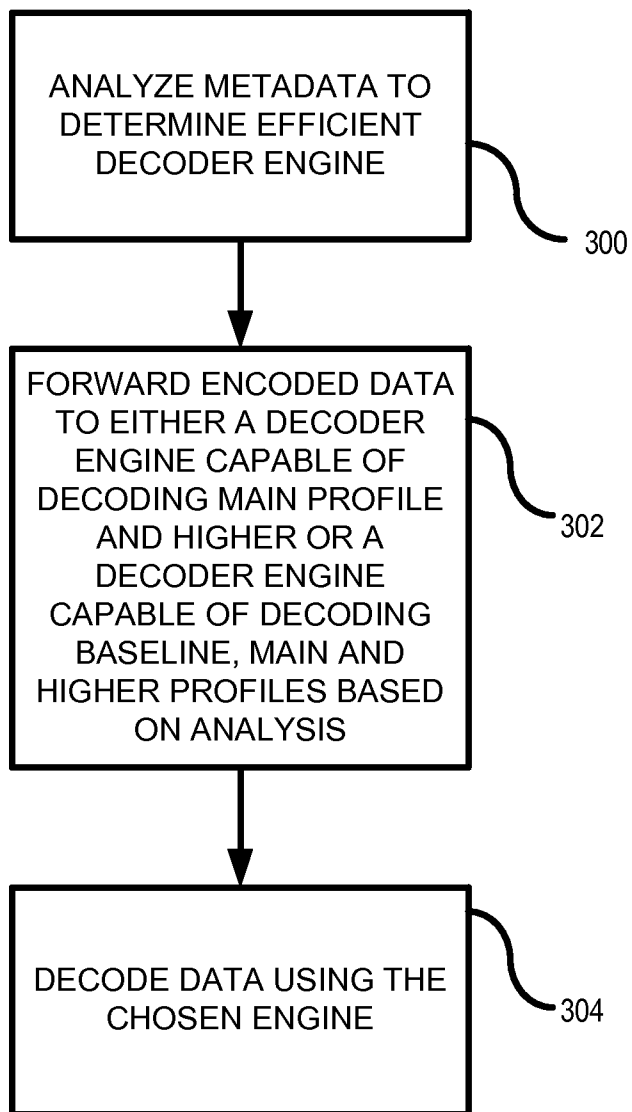 ANALYZE METADATA TO
DETERMINE EFFICIENT
DECODER ENGINE
300
FORWARD ENCODED DATA
TO EITHER A DECODER
ENGINE CAPABLE OF
DECODING MAIN PROFILE
AND HIGHER OR A
DECODER ENGINE
CAPABLE OF DECODING
BASELINE, MAIN AND
HIGHER PROFILES BASED
ON ANALYSIS
302
DECODE DATA USING THE
CHOSEN ENGINE
304